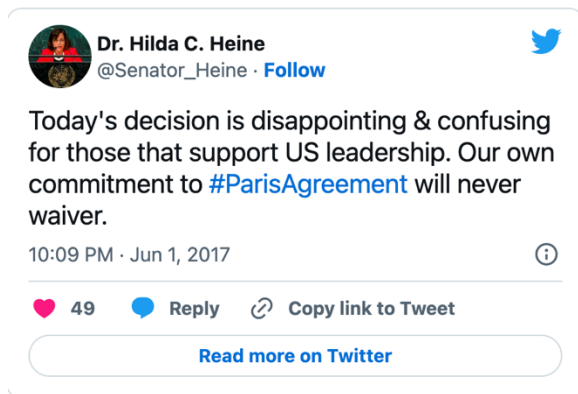 Dr. Hilda C. Heine
@Senator_Heine · Follow
Today's decision is disappointing & confusing
for those that support US leadership. Our own
commitment to #ParisAgreement will never
waiver.
10:09 PM · Jun 1, 2017
49 Reply Copy link to Tweet
Read more on Twitter